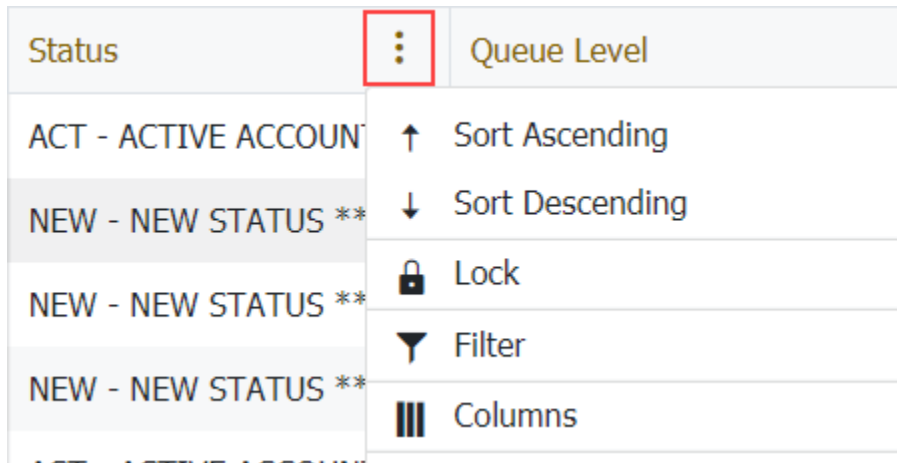 Status Queue Level
ACT - ACTIVE ACCOUNT Sort Ascending
Sort Descending
NEW - NEW STATUS **
Lock
NEW - NEW STATUS **
Filter
NEW - NEW STATUS **
Columns